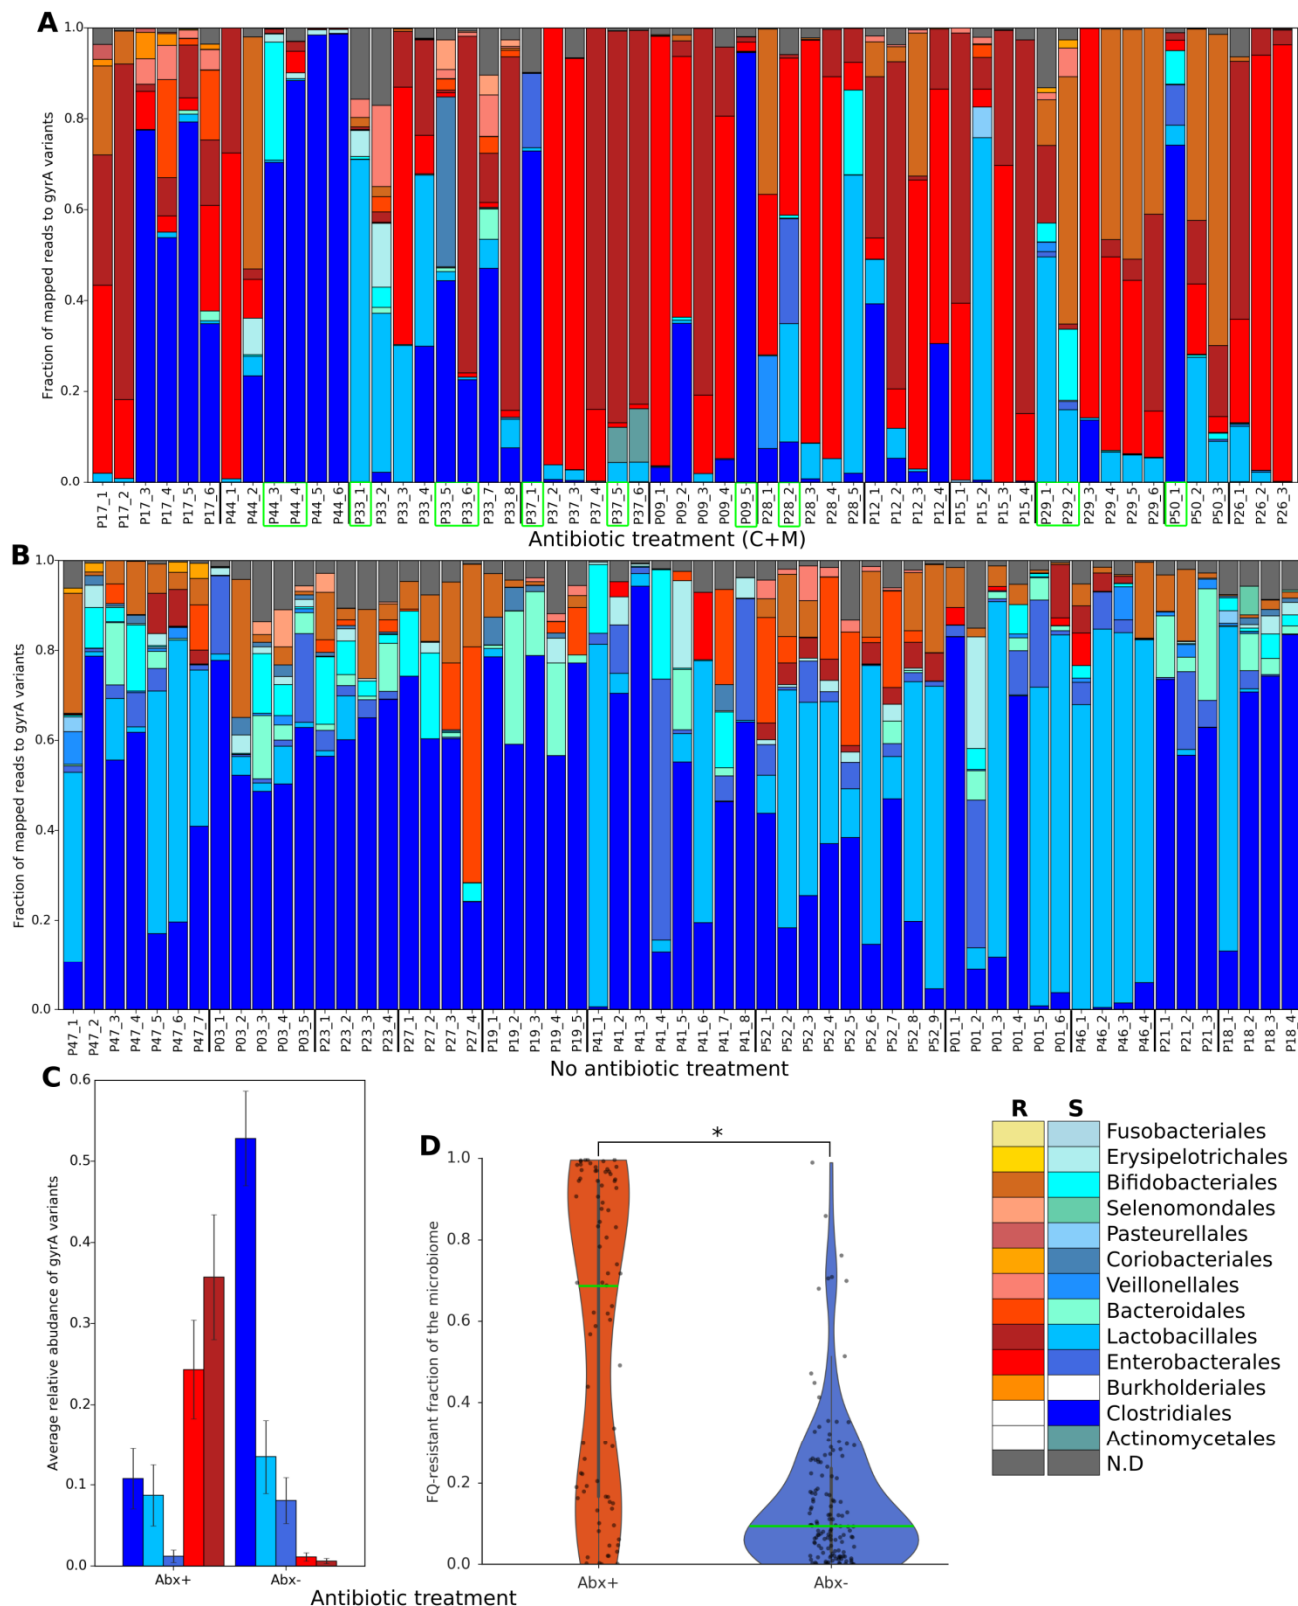 A
Fraction of mapped reads to gyrA variants
1.0
0.8
0.6
0.4
0.2
0.0
P17_1 P17_2 P17_3 P17_4 P17_5 P17_6 P44_1 P44_2 P44_3 P144_4 P44_5 P44_6 P33_1 P33_2 P33_3 P33_4 P33_5 P33_6 P33_7 P33_8 P71_1 P37_2 P37_3 P37_4 P37_5 P37_6 P09_1 P09_2 P09_3 P09_4 P09_5 P28_1 P28_2 P28_3 P28_4 P28_5 P12_1 P12_2 P12_3 P12_4 P15_1 P15_2 P15_3 P15_4 P29_1 P29_2 P29_3 P29_4 P29_5 P29_6 P50_1 P50_2 P50_3 P26_1 P26_2 P26_3
Antibiotic treatment (C+M)
B
Fraction of mapped reads to gyrA variants
1.0
0.8
0.6
0.4
0.2
0.0
P47_1 P47_2 P47_3 P47_4 P47_5 P47_6 P47_7 P03_1 P03_2 P03_3 P03_4 P03_5 P23_1 P23_2 P23_3 P23_4 P27_1 P27_2 P27_3 P27_4 P19_1 P19_2 P19_3 P19_4 P19_5 P41_1 P41_2 P41_3 P41_4 P41_5 P41_6 P41_7 P41_8 P52_1 P52_2 P52_3 P52_4 P52_5 P52_6 P52_7 P52_8 P52_9 P01_1 P01_2 P01_3 P01_4 P01_5 P01_6 P46_1 P46_2 P46_3 P46_4 P21_1 P21_2 P21_3 P18_1 P18_2 P18_3 P18_4
No antibiotic treatment
C
Average relative abudance of gyrA variants
0.6
0.5
0.4
0.3
0.2
0.1
0.0
Abx+ Abx-
Antibiotic treatment
D
*
FQ-resistant fraction of the microbiome
1.0
0.8
0.6
0.4
0.2
0.0
Abx+ Abx-
R S
Fusobacteriales
Erysipelotrichales
Bifidobacteriales
Selenomondales
Pasteurellales
Coriobacteriales
Veillonellales
Bacteroidales
Lactobacillales
Enterobacterales
Burkholderiales
Clostridiales
Actinomycetales
N.D